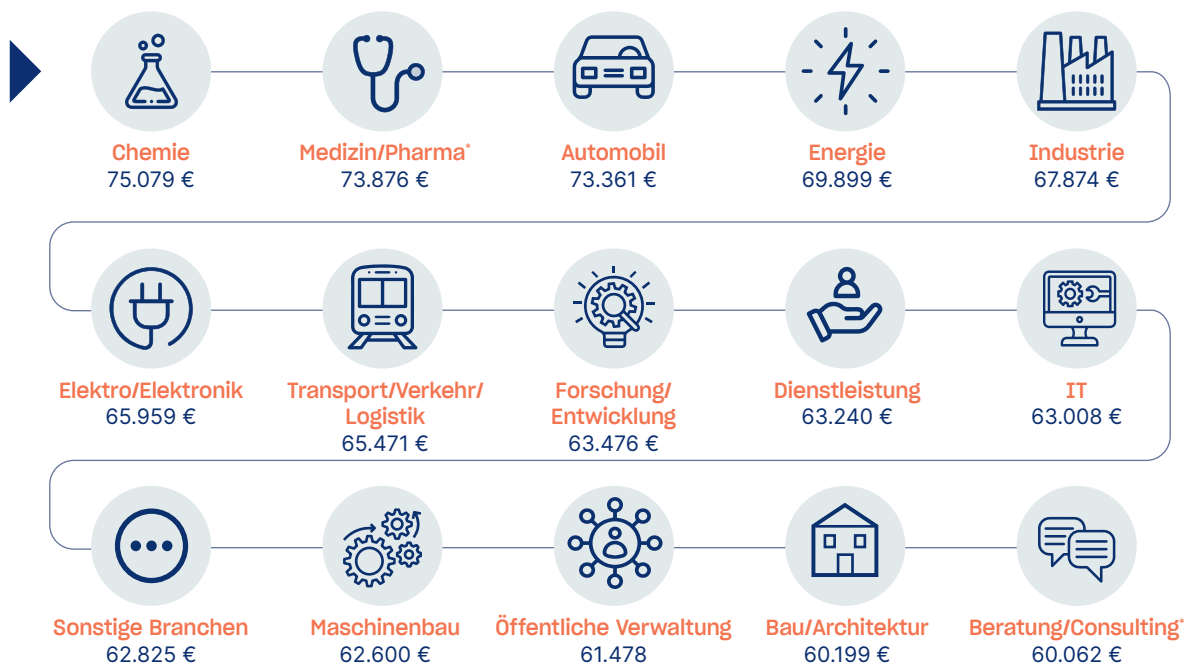 Chemie
75.079 €
Medizin/Pharma*
73.876 €
Automobil
73.361 €
Energie
69.899 €
Industrie
67.874 €
Elektro/Elektronik
65.959 €
Transport/Verkehr/
Logistik
65.471 €
Forschung/
Entwicklung
63.476 €
Dienstleistung
63.240 €
IT
63.008 €
Sonstige Branchen
62.825 €
Maschinenbau
62.600 €
Öffentliche Verwaltung
61.478
Bau/Architektur
60.199 €
Beratung/Consulting*
60.062 €